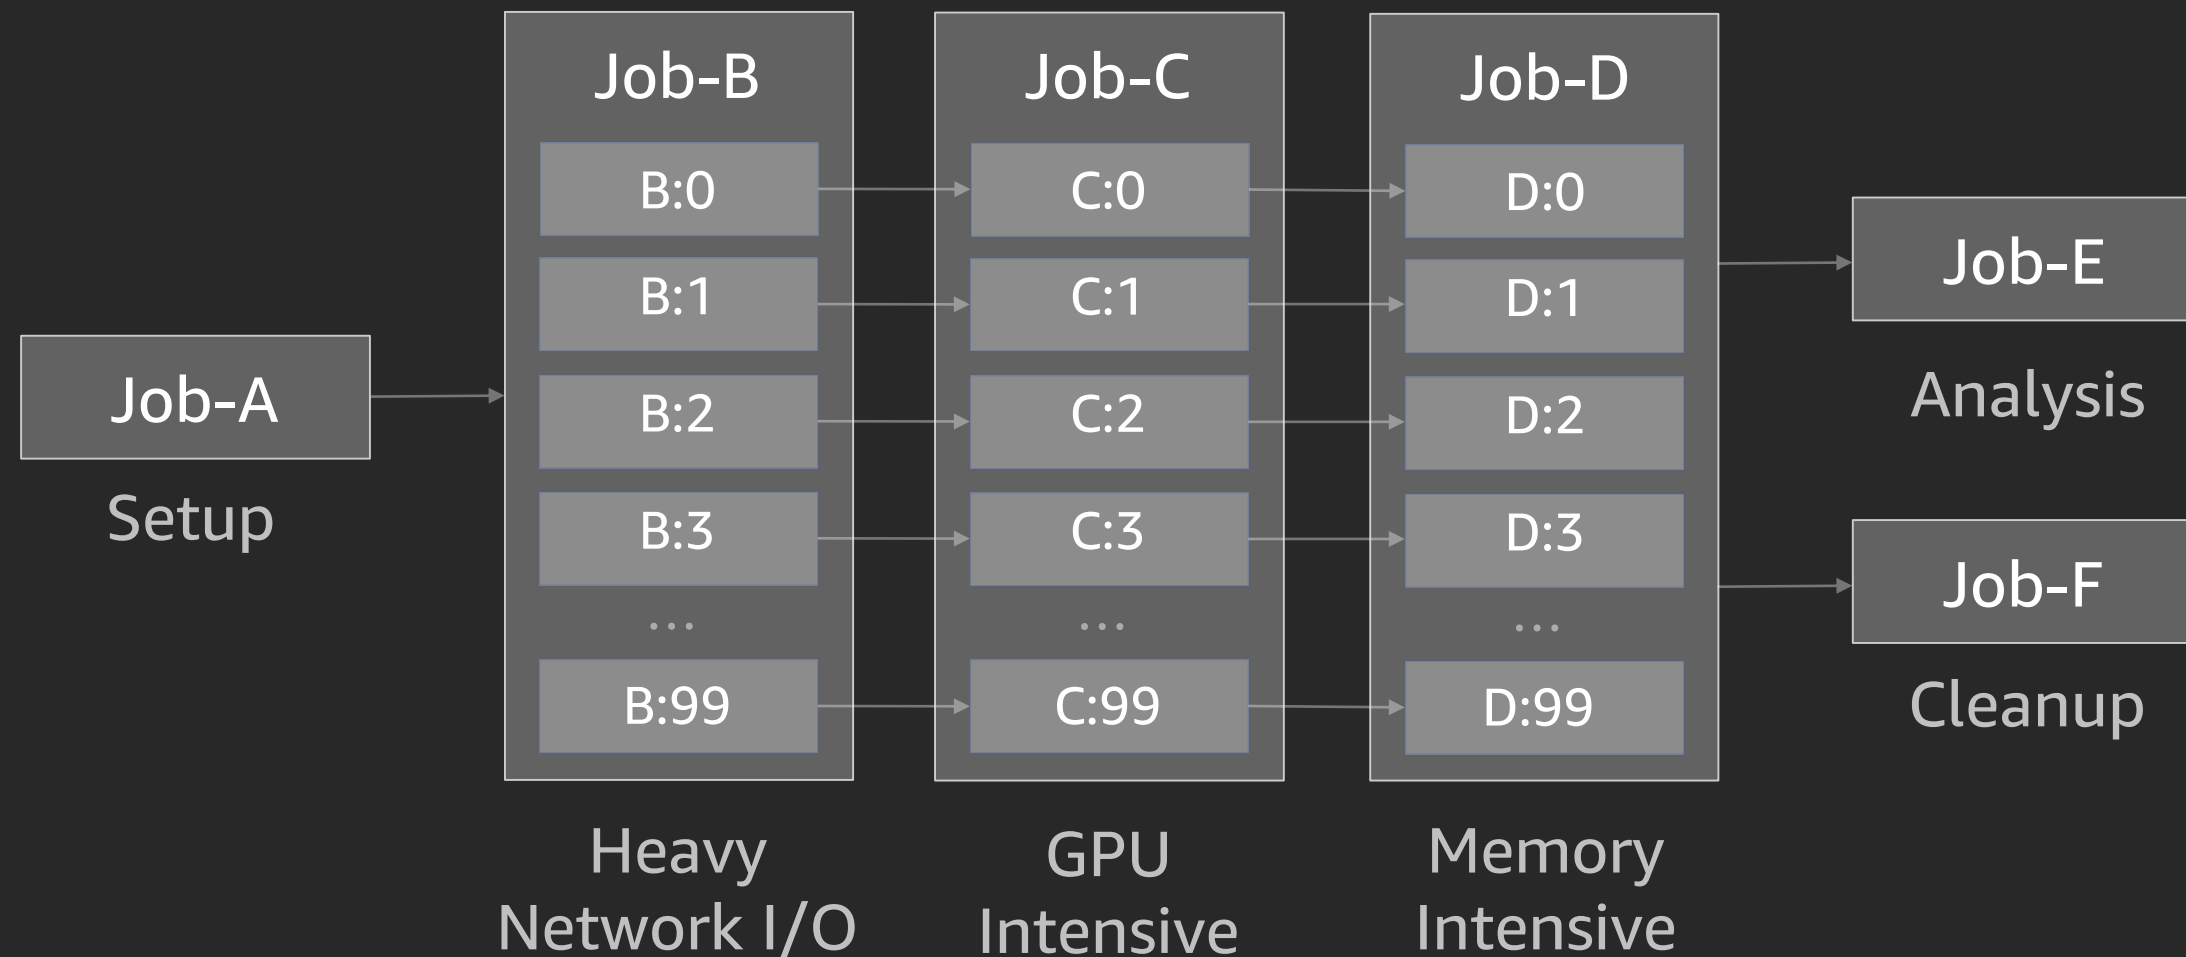 Job-A
Setup
Job-B
B:0
B:1
B:2
B:3
...
B:99
Heavy
Network I/O
Job-C
C:0
C:1
C:2
C:3
...
C:99
GPU
Intensive
Job-D
D:0
D:1
D:2
D:3
...
D:99
Memory
Intensive
Job-E
Analysis
Job-F
Cleanup